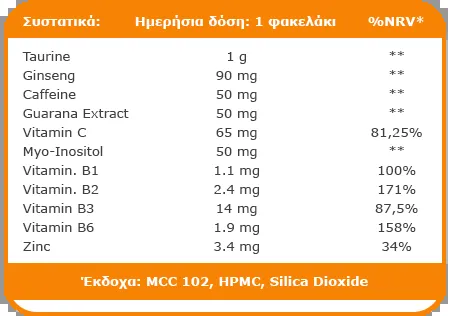 Συστατικά: Ημερήσια δόση: 1 φακελάκι %NRV*
Taurine 1 g **
Ginseng 90 mg **
Caffeine 50 mg **
Guarana Extract 50 mg **
Vitamin C 65 mg 81,25%
Myo-Inositol 50 mg **
Vitamin. B1 1.1 mg 100%
Vitamin. B2 2.4 mg 171%
Vitamin B3 14 mg 87,5%
Vitamin B6 1.9 mg 158%
Zinc 3.4 mg 34%
Έκδοχα: MCC 102, HPMC, Silica Dioxide